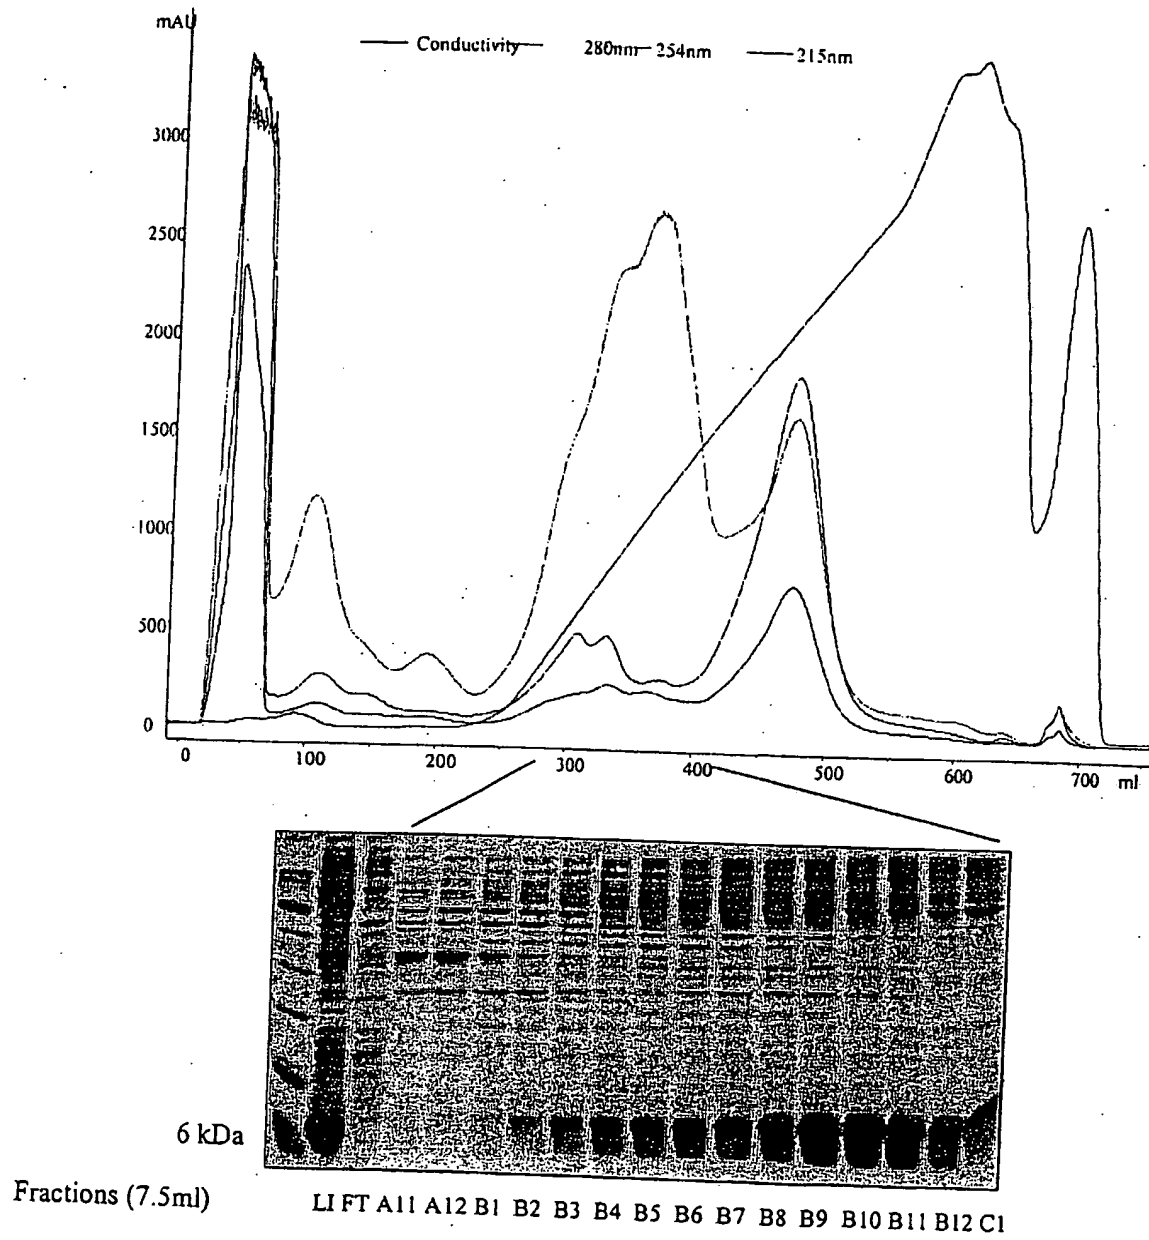 mAU
Conductivity 280nm 254nm 215nm
3000
2500
2000
1500
1000
500
0
0 100 200 300 400 500 600 700 ml
6 kDa
Fractions (7.5ml) LI FT A11 A12 B1 B2 B3 B4 B5 B6 B7 B8 B9 B10 B11 B12 C1